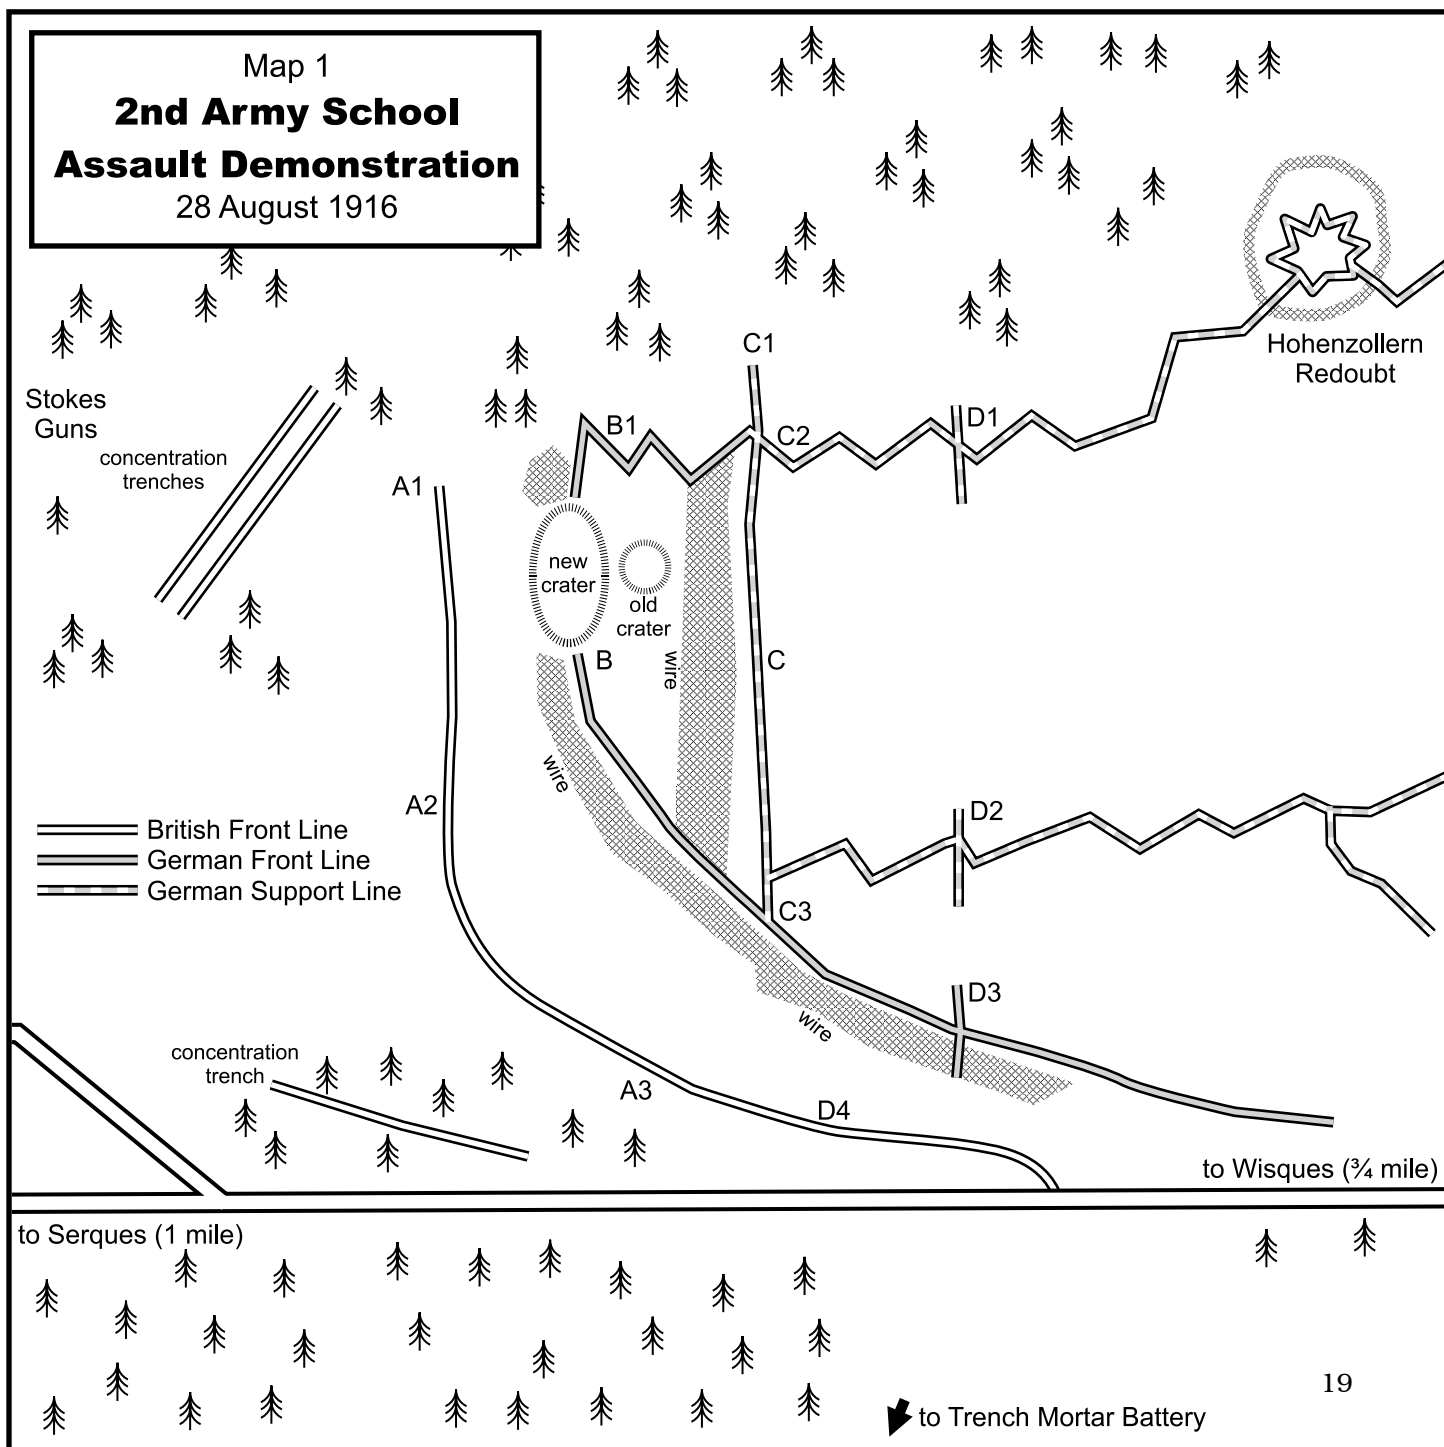 Map 1
2nd Army School
Assault Demonstration
28 August 1916
Hohenzollern
Redoubt
C1
Stokes
Guns
concentration
trenches
B1
C2
D1
A1
new
crater
old
crater
B
wire
C
wire
A2
D2
British Front Line
German Front Line
German Support Line
C3
D3
wire
concentration
trench
A3
D4
to Wisques (¾ mile)
to Serques (1 mile)
19
to Trench Mortar Battery